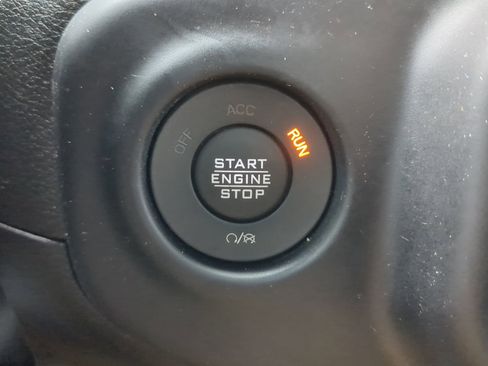 OFF
ACC
RUN
START
ENGINE
STOP